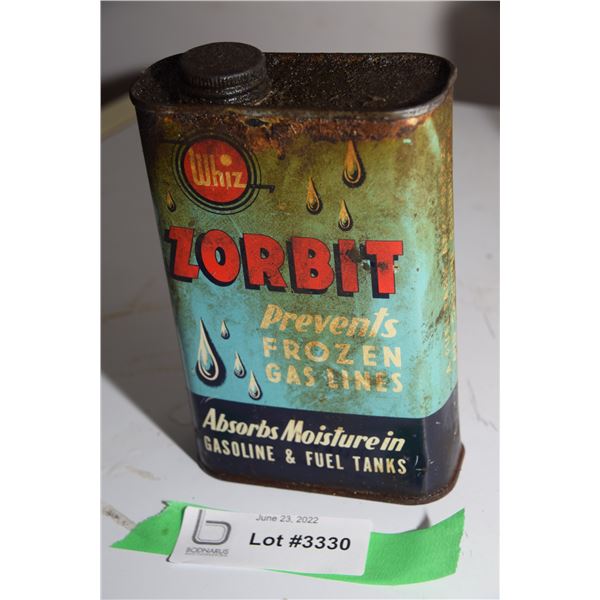 Whiz
ZORBIT
Prevents
FROZEN
GAS LINES
Absorbs Moisture in
GASOLINE & FUEL TANKS
June 23, 2022
Lot #3330
BODNARUS